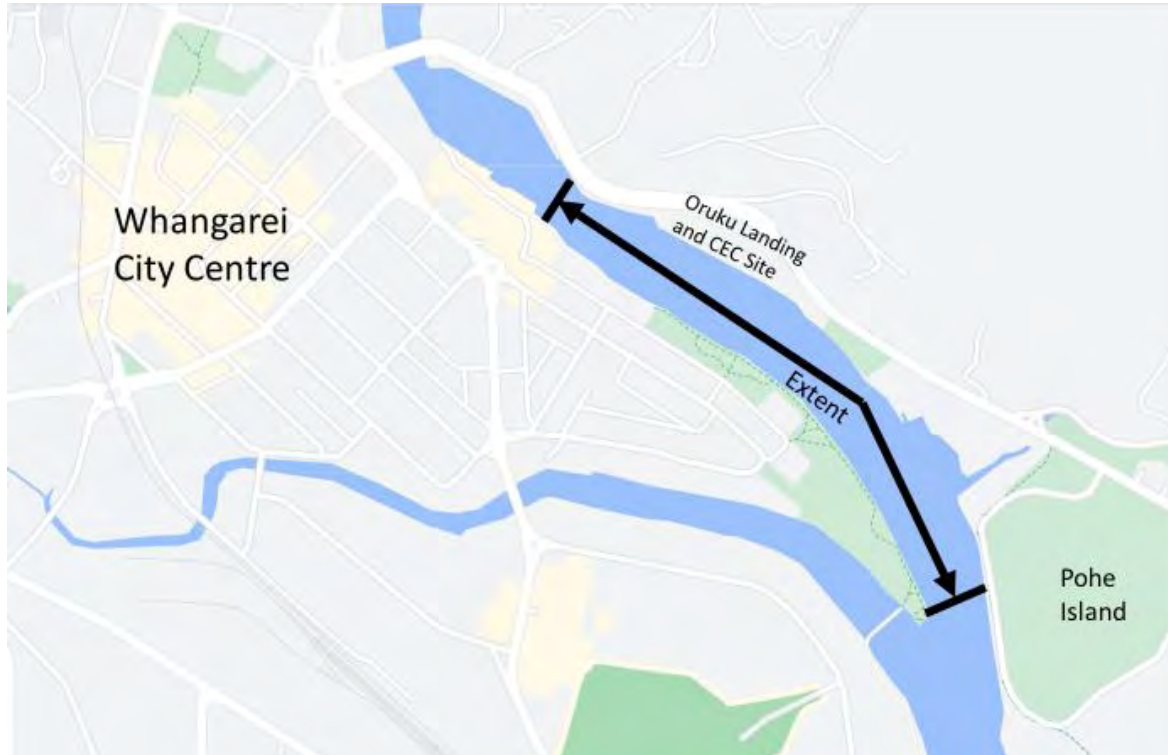 Whangarei
City Centre
Oruku Landing
and CEC Site
Extent
Pohe
Island